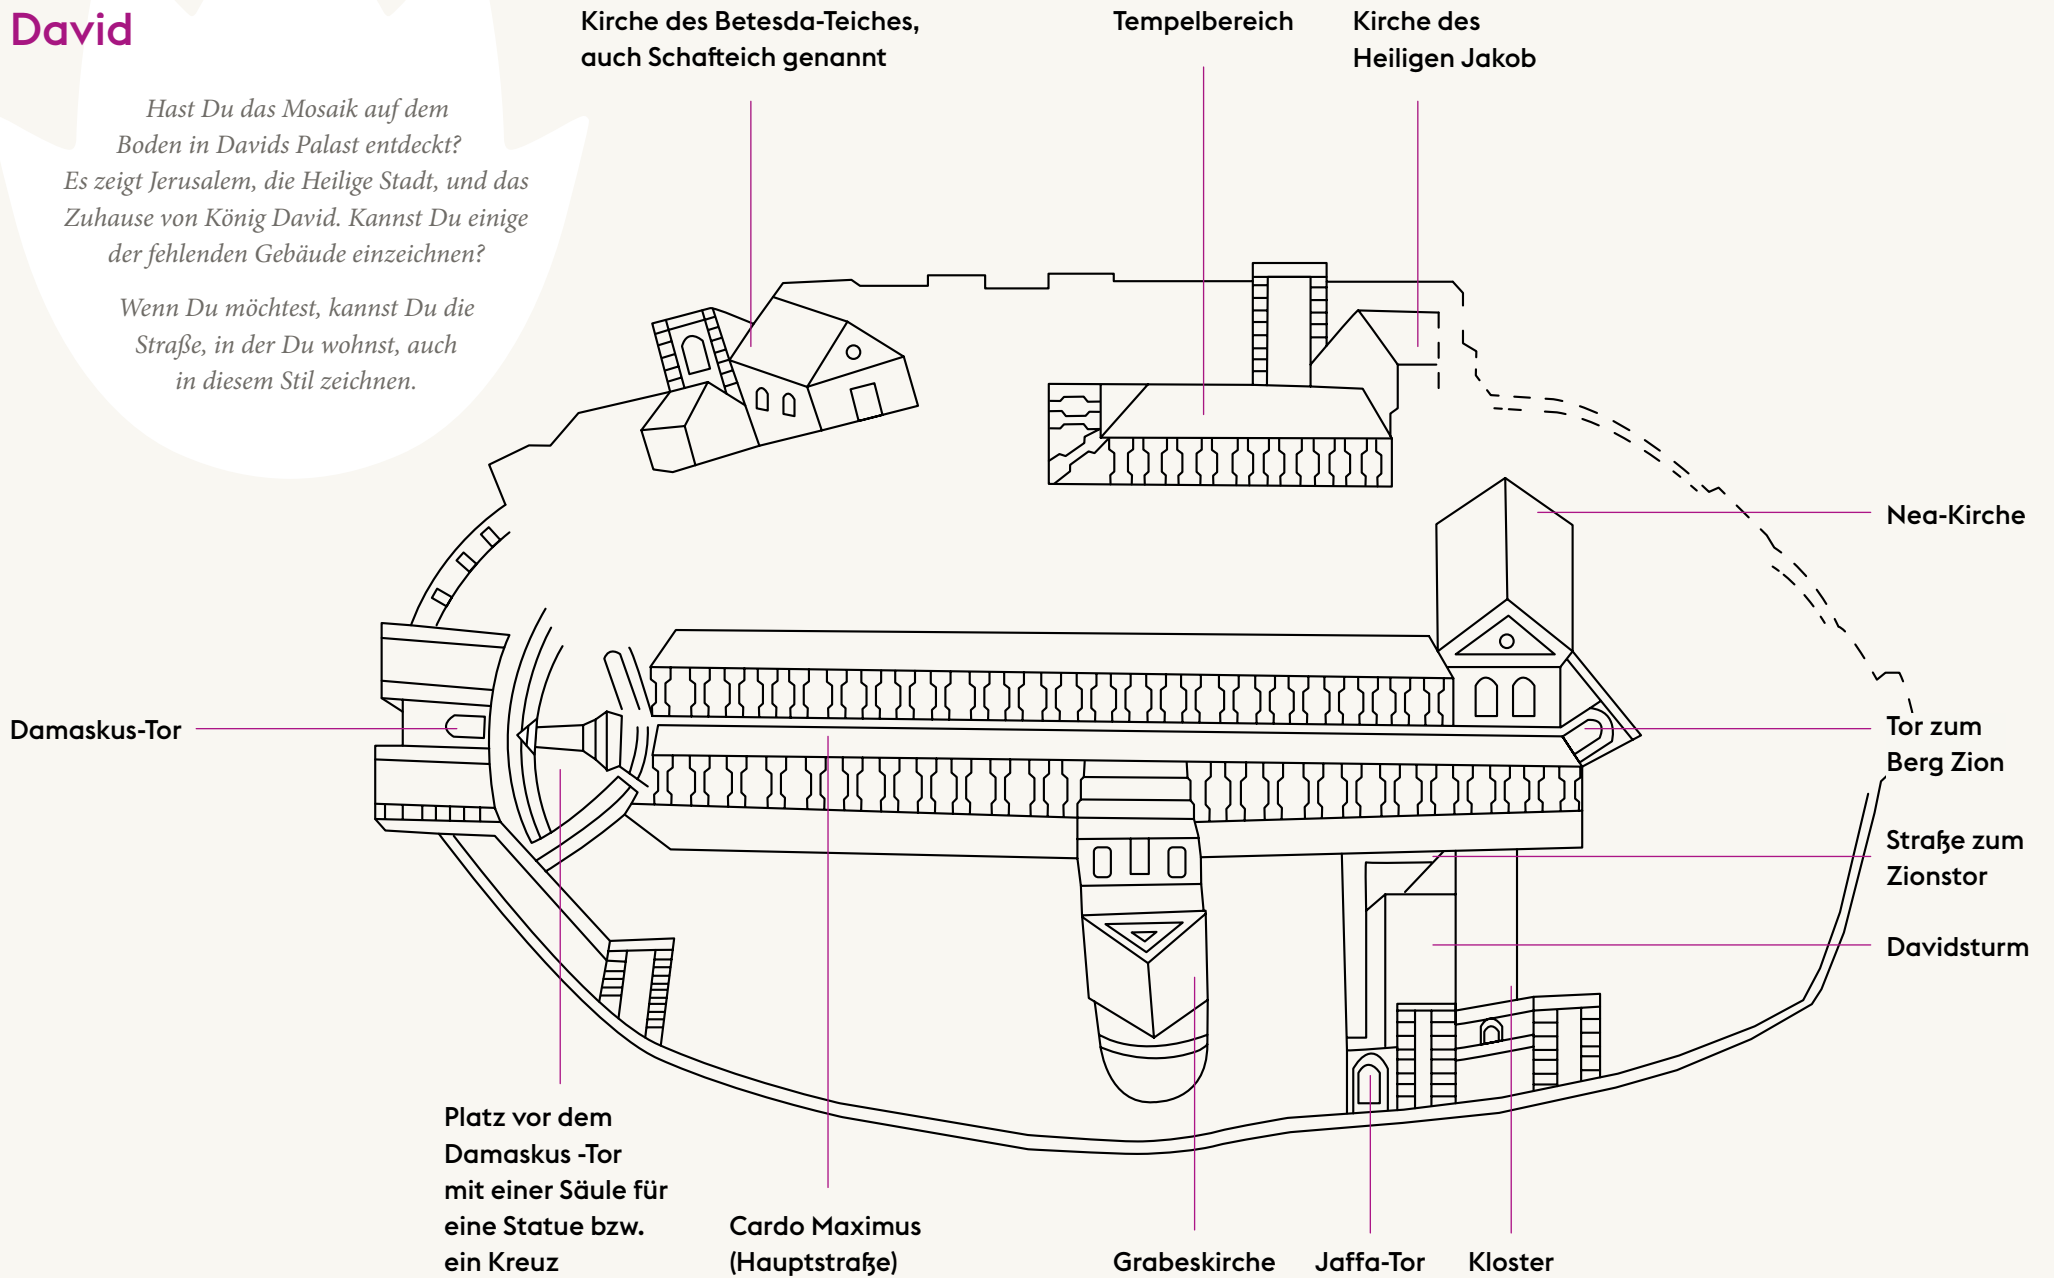 David
Hast Du das Mosaik auf dem
Boden in Davids Palast entdeckt?
Es zeigt Jerusalem, die Heilige Stadt, und das
Zuhause von König David. Kannst Du einige
der fehlenden Gebäude einzeichnen?
Wenn Du möchtest, kannst Du die
Straße, in der Du wohnst, auch
in diesem Stil zeichnen.
Kirche des Betesda-Teiches,
auch Schafteich genannt
Tempelbereich
Kirche des
Heiligen Jakob
Nea-Kirche
Damaskus-Tor
Tor zum
Berg Zion
Straße zum
Zionstor
Davidsturm
Platz vor dem
Damaskus -Tor
mit einer Säule für
eine Statue bzw.
ein Kreuz
Cardo Maximus
(Hauptstraße)
Grabeskirche
Jaffa-Tor
Kloster